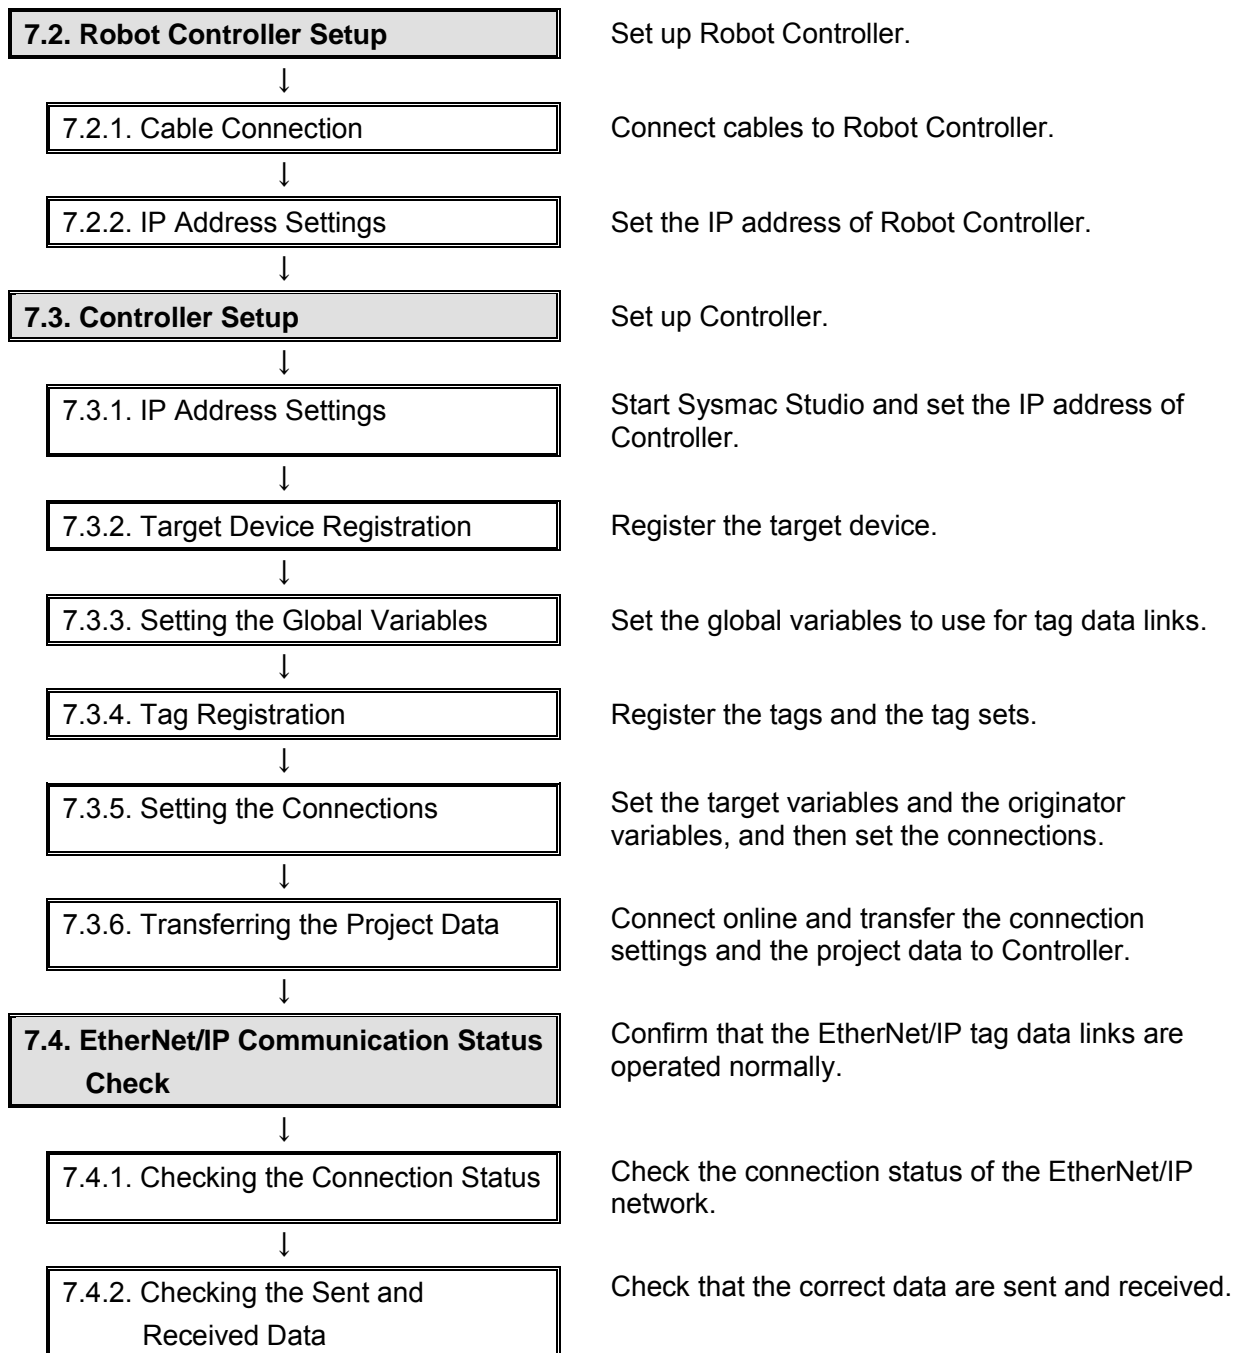 7.2. Robot Controller Setup
Set up Robot Controller.
↓
7.2.1. Cable Connection
Connect cables to Robot Controller.
↓
7.2.2. IP Address Settings
Set the IP address of Robot Controller.
↓
7.3. Controller Setup
Set up Controller.
↓
7.3.1. IP Address Settings
Start Sysmac Studio and set the IP address of
Controller.
↓
7.3.2. Target Device Registration
Register the target device.
↓
7.3.3. Setting the Global Variables
Set the global variables to use for tag data links.
↓
7.3.4. Tag Registration
Register the tags and the tag sets.
↓
7.3.5. Setting the Connections
Set the target variables and the originator
variables, and then set the connections.
↓
7.3.6. Transferring the Project Data
Connect online and transfer the connection
settings and the project data to Controller.
↓
7.4. EtherNet/IP Communication Status
Check
Confirm that the EtherNet/IP tag data links are
operated normally.
↓
7.4.1. Checking the Connection Status
Check the connection status of the EtherNet/IP
network.
↓
7.4.2. Checking the Sent and
Received Data
Check that the correct data are sent and received.